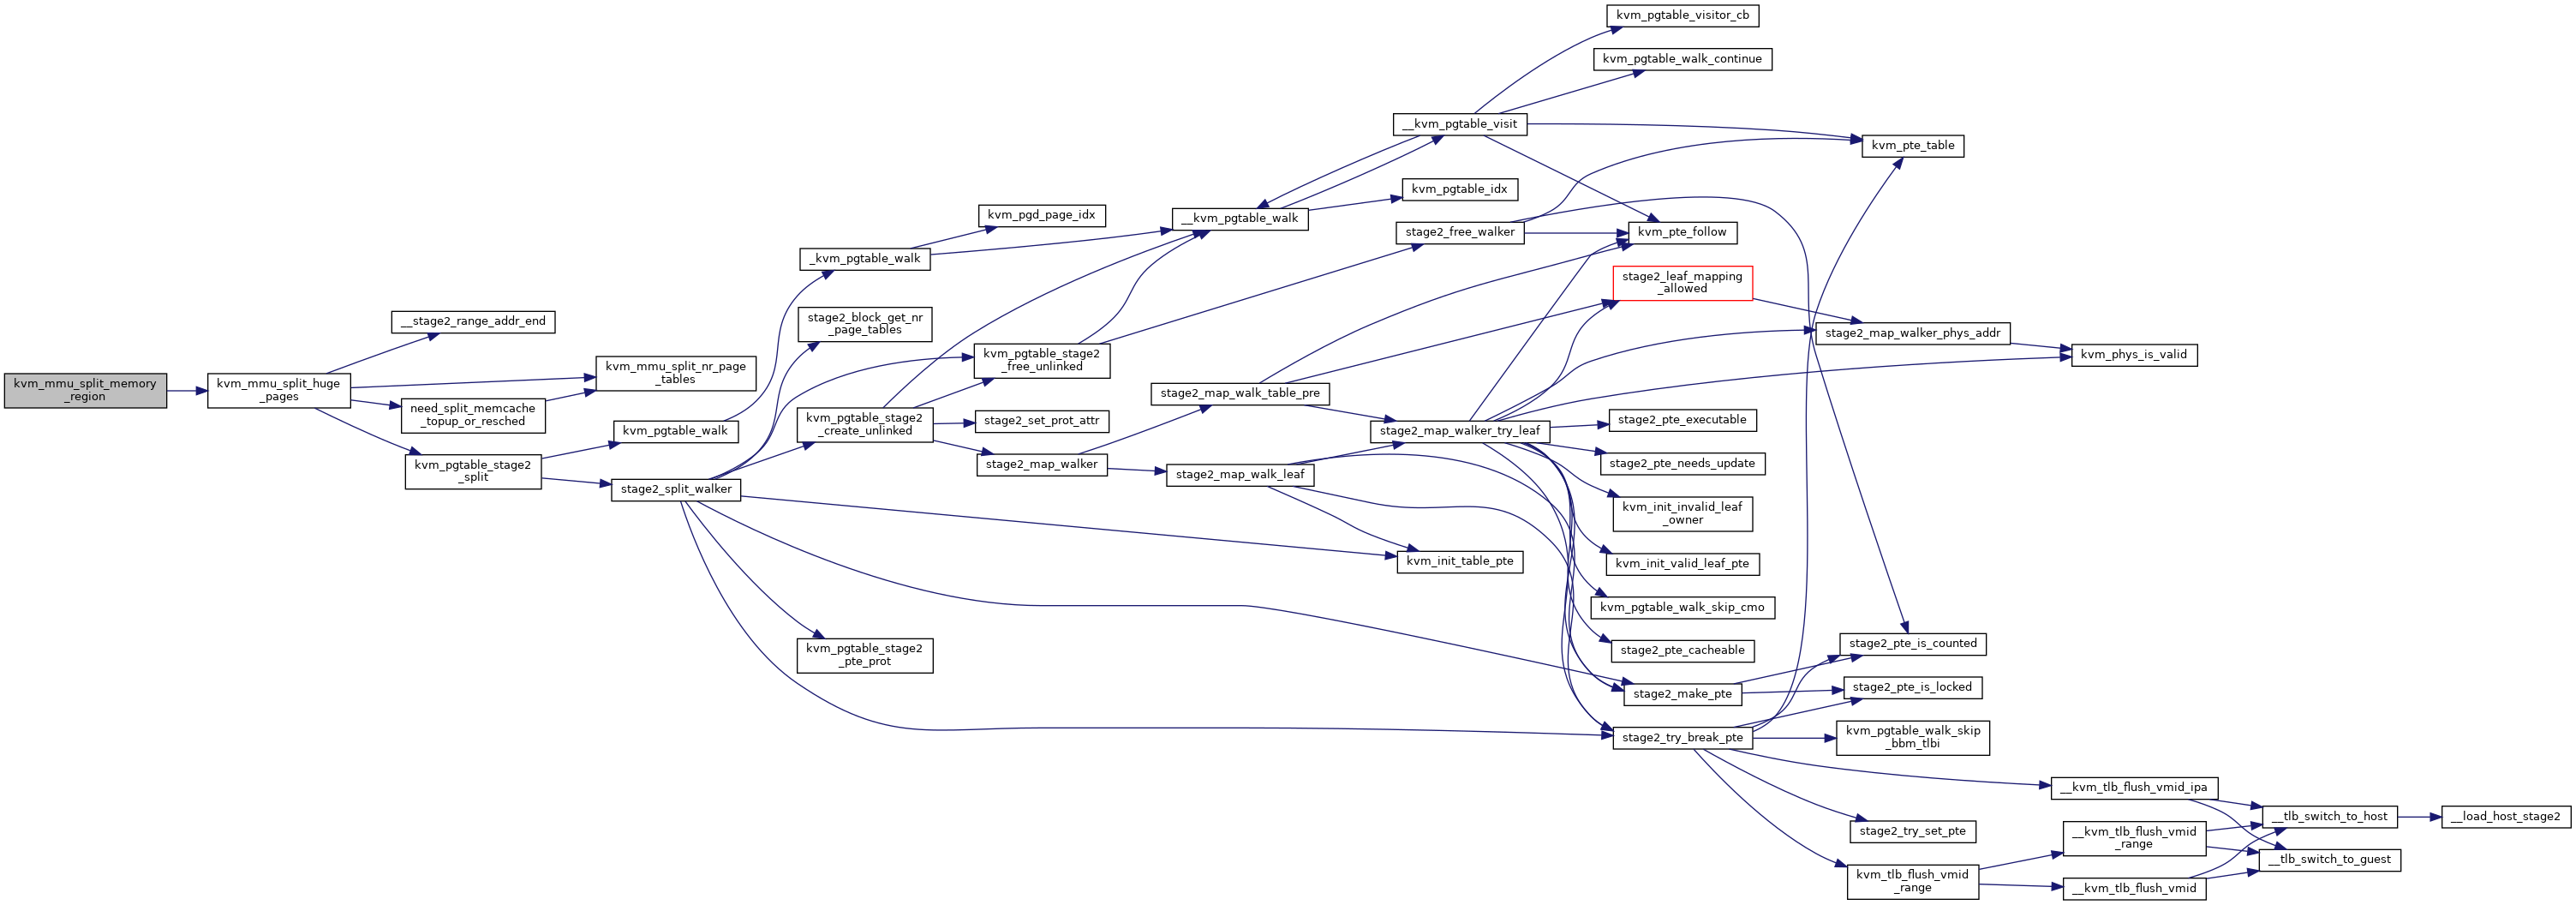 kvm_mmu_split_memory
_region
kvm_mmu_split_huge
_pages
__stage2_range_addr_end
kvm_mmu_split_nr_page
_tables
need_split_memcache
_topup_or_resched
kvm_pgtable_stage2
_split
kvm_pgtable_walk
stage2_split_walker
_kvm_pgtable_walk
stage2_block_get_nr
_page_tables
kvm_pgtable_stage2
_create_unlinked
kvm_pgtable_stage2
_pte_prot
kvm_pgd_page_idx
kvm_pgtable_stage2
_free_unlinked
stage2_set_prot_attr
stage2_map_walker
__kvm_pgtable_walk
stage2_map_walk_table_pre
stage2_map_walk_leaf
__kvm_pgtable_visit
kvm_pgtable_idx
stage2_free_walker
stage2_map_walker_try_leaf
kvm_init_table_pte
kvm_pgtable_visitor_cb
kvm_pgtable_walk_continue
kvm_pte_follow
stage2_leaf_mapping
_allowed
stage2_pte_executable
stage2_pte_needs_update
kvm_init_invalid_leaf
_owner
kvm_init_valid_leaf_pte
kvm_pgtable_walk_skip_cmo
stage2_pte_cacheable
stage2_make_pte
stage2_try_break_pte
kvm_pte_table
stage2_map_walker_phys_addr
stage2_pte_is_counted
stage2_pte_is_locked
kvm_pgtable_walk_skip
_bbm_tlbi
stage2_try_set_pte
kvm_tlb_flush_vmid
_range
kvm_phys_is_valid
__kvm_tlb_flush_vmid_ipa
__kvm_tlb_flush_vmid
_range
__kvm_tlb_flush_vmid
__tlb_switch_to_host
__tlb_switch_to_guest
__load_host_stage2